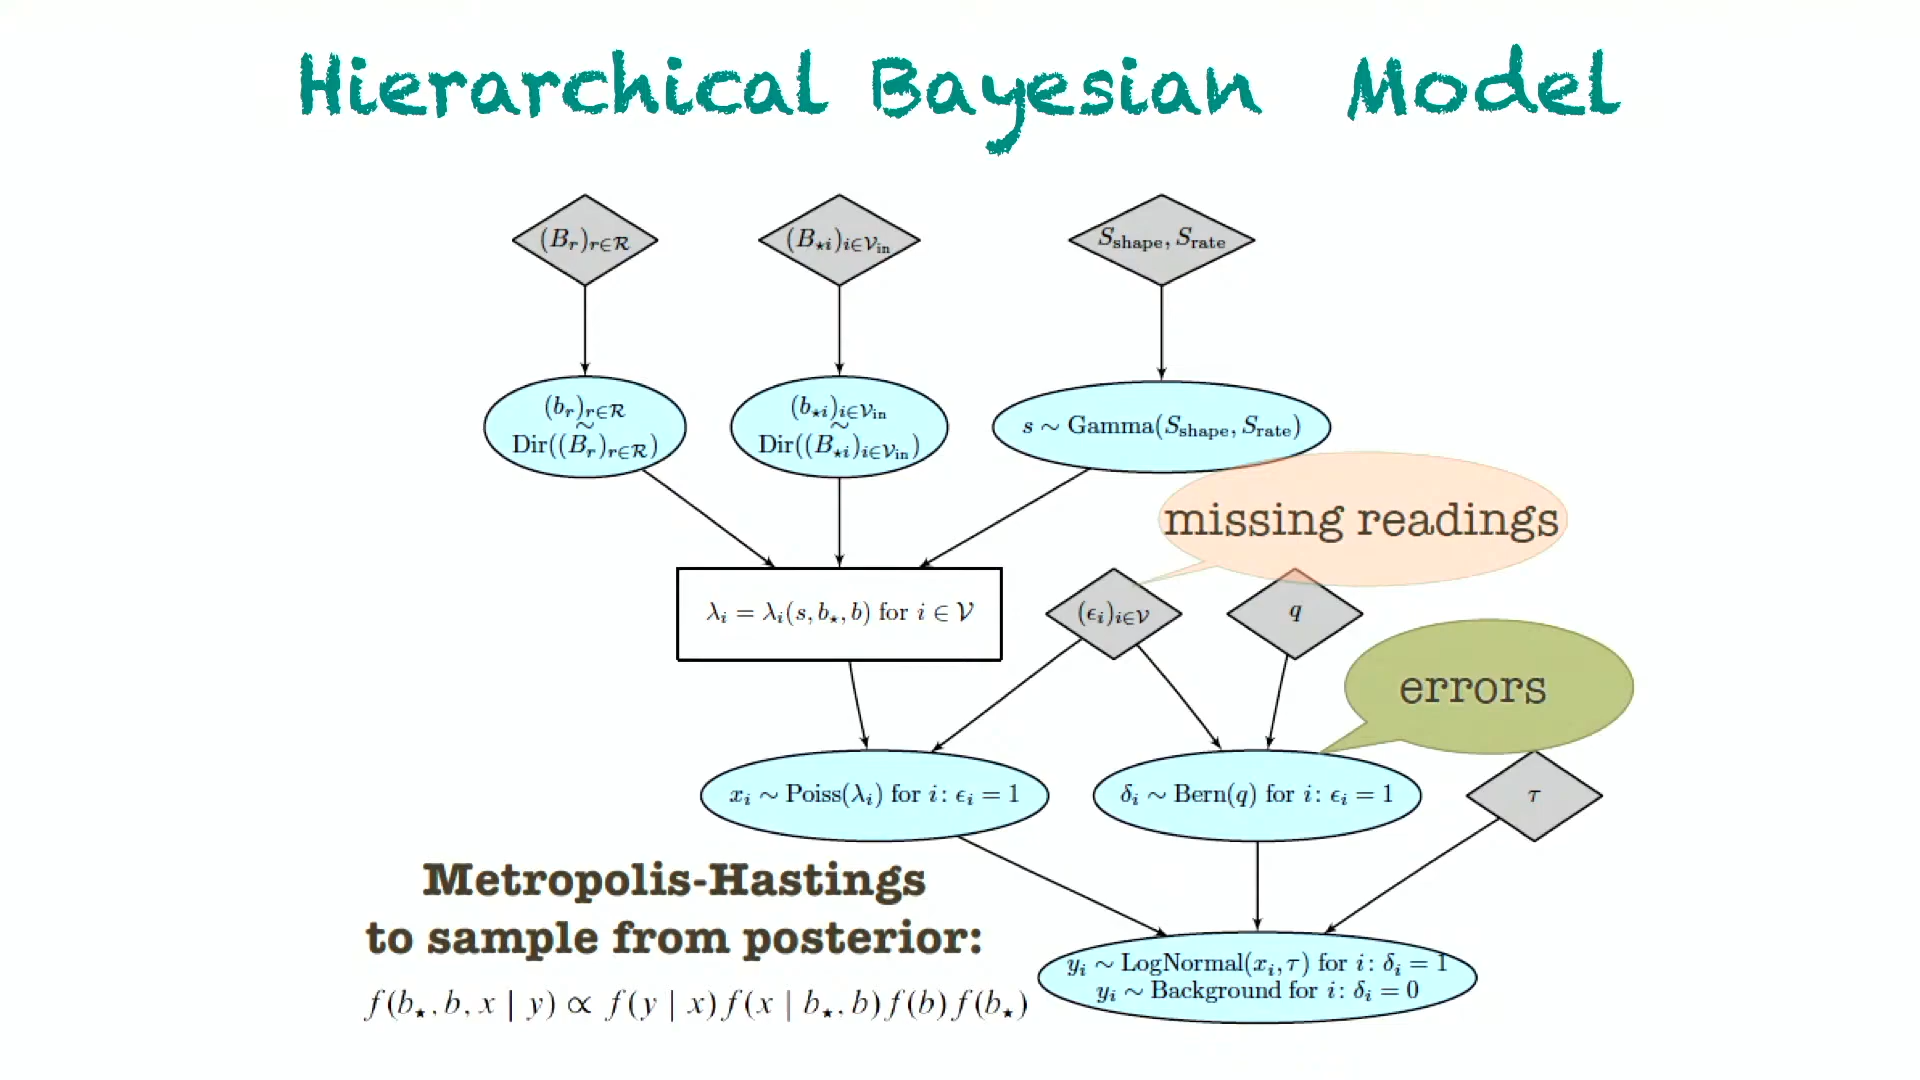 Hierarchical Bayesian Model
(B_r)_{r∈ℛ}
(B_{⋆i})_{i∈𝒱_in}
S_shape, S_rate
(b_r)_{r∈ℛ}
~
Dir((B_r)_{r∈ℛ})
(b_{⋆i})_{i∈𝒱_in}
~
Dir((B_{⋆i})_{i∈𝒱_in})
s ~ Gamma(S_shape, S_rate)
missing readings
λ_i = λ_i(s, b_⋆, b) for i ∈ 𝒱
(ϵ_i)_{i∈𝒱}
q
errors
x_i ~ Poiss(λ_i) for i: ϵ_i = 1
δ_i ~ Bern(q) for i: ϵ_i = 1
τ
Metropolis-Hastings
to sample from posterior:
f(b_⋆, b, x | y) ∝ f(y | x) f(x | b_⋆, b) f(b) f(b_⋆)
y_i ~ LogNormal(x_i, τ) for i: δ_i = 1
y_i ~ Background for i: δ_i = 0